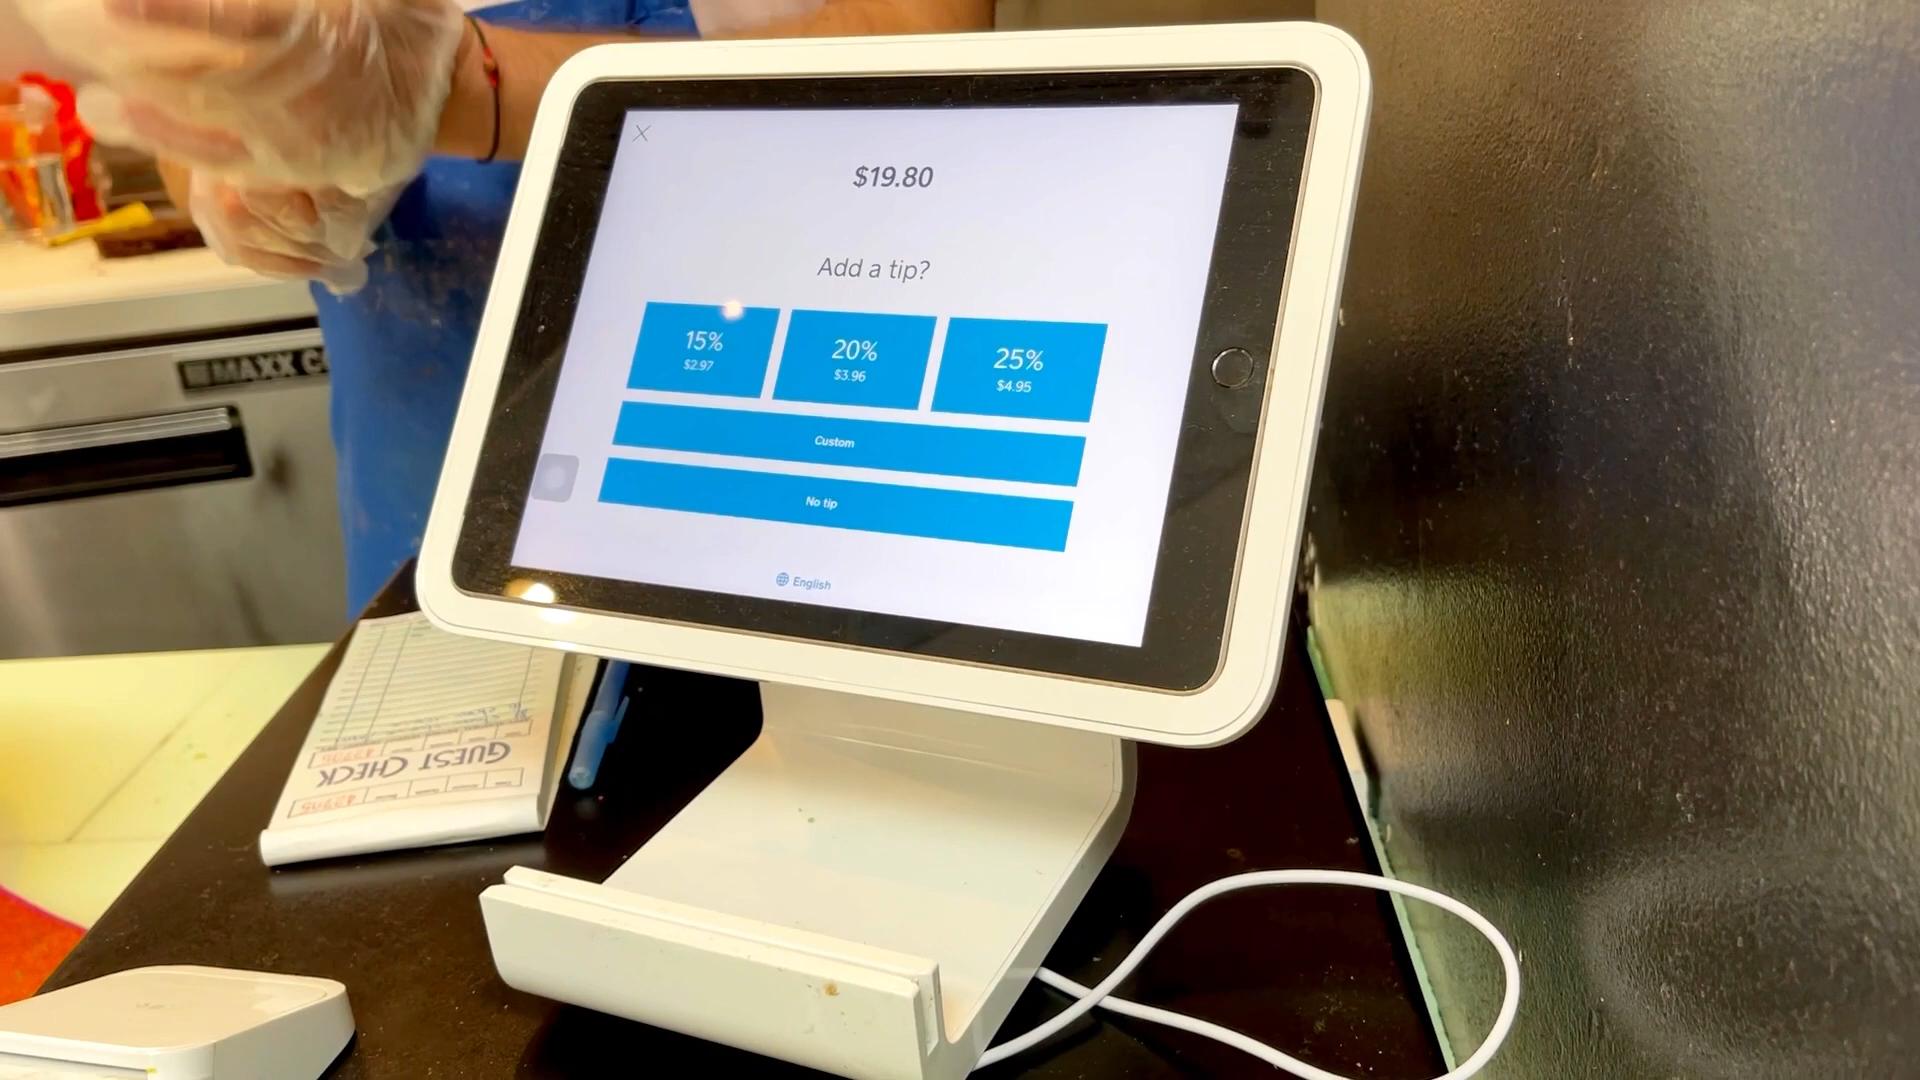 $19.80
Add a tip?
15%
$2.97
20%
$3.96
25%
$4.95
Custom
No tip
English
MAXX CO
GUEST CHECK